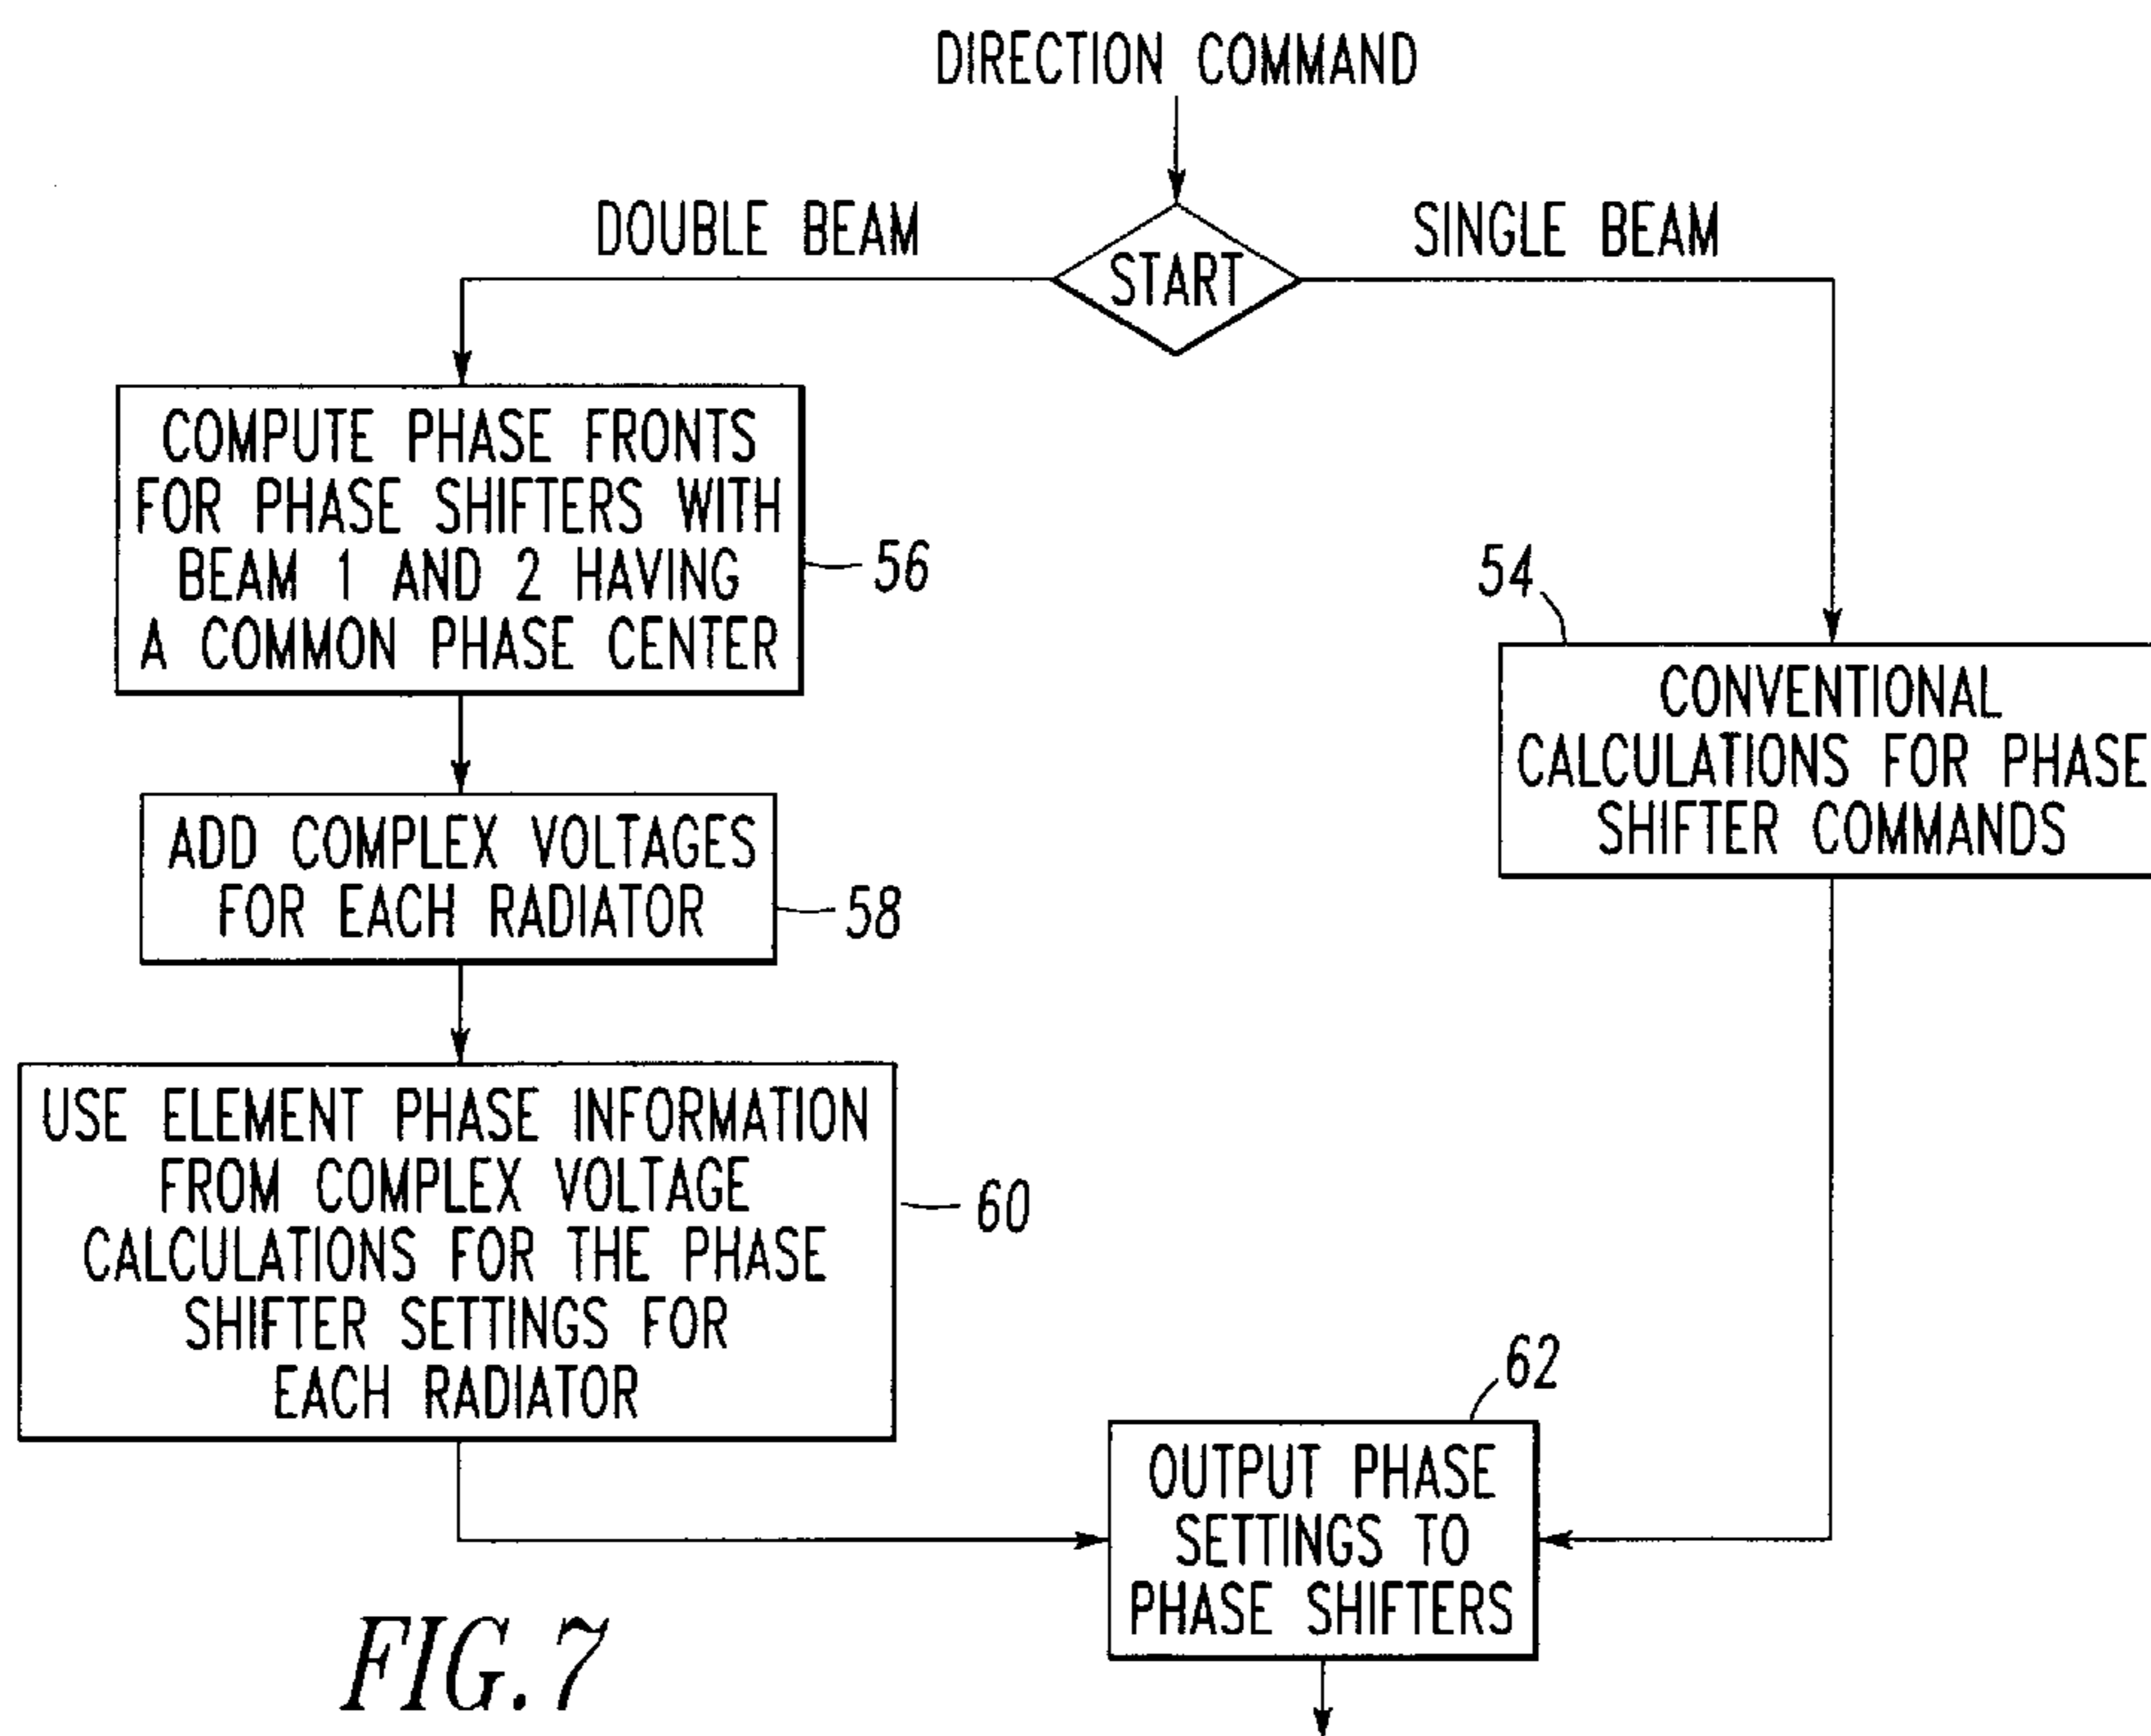 DIRECTION COMMAND
DOUBLE BEAM
START
SINGLE BEAM
COMPUTE PHASE FRONTS
FOR PHASE SHIFTERS WITH
BEAM 1 AND 2 HAVING
A COMMON PHASE CENTER
56
54
CONVENTIONAL
CALCULATIONS FOR PHASE
SHIFTER COMMANDS
ADD COMPLEX VOLTAGES
FOR EACH RADIATOR
58
USE ELEMENT PHASE INFORMATION
FROM COMPLEX VOLTAGE
CALCULATIONS FOR THE PHASE
SHIFTER SETTINGS FOR
EACH RADIATOR
60
62
OUTPUT PHASE
SETTINGS TO
PHASE SHIFTERS
FIG. 7